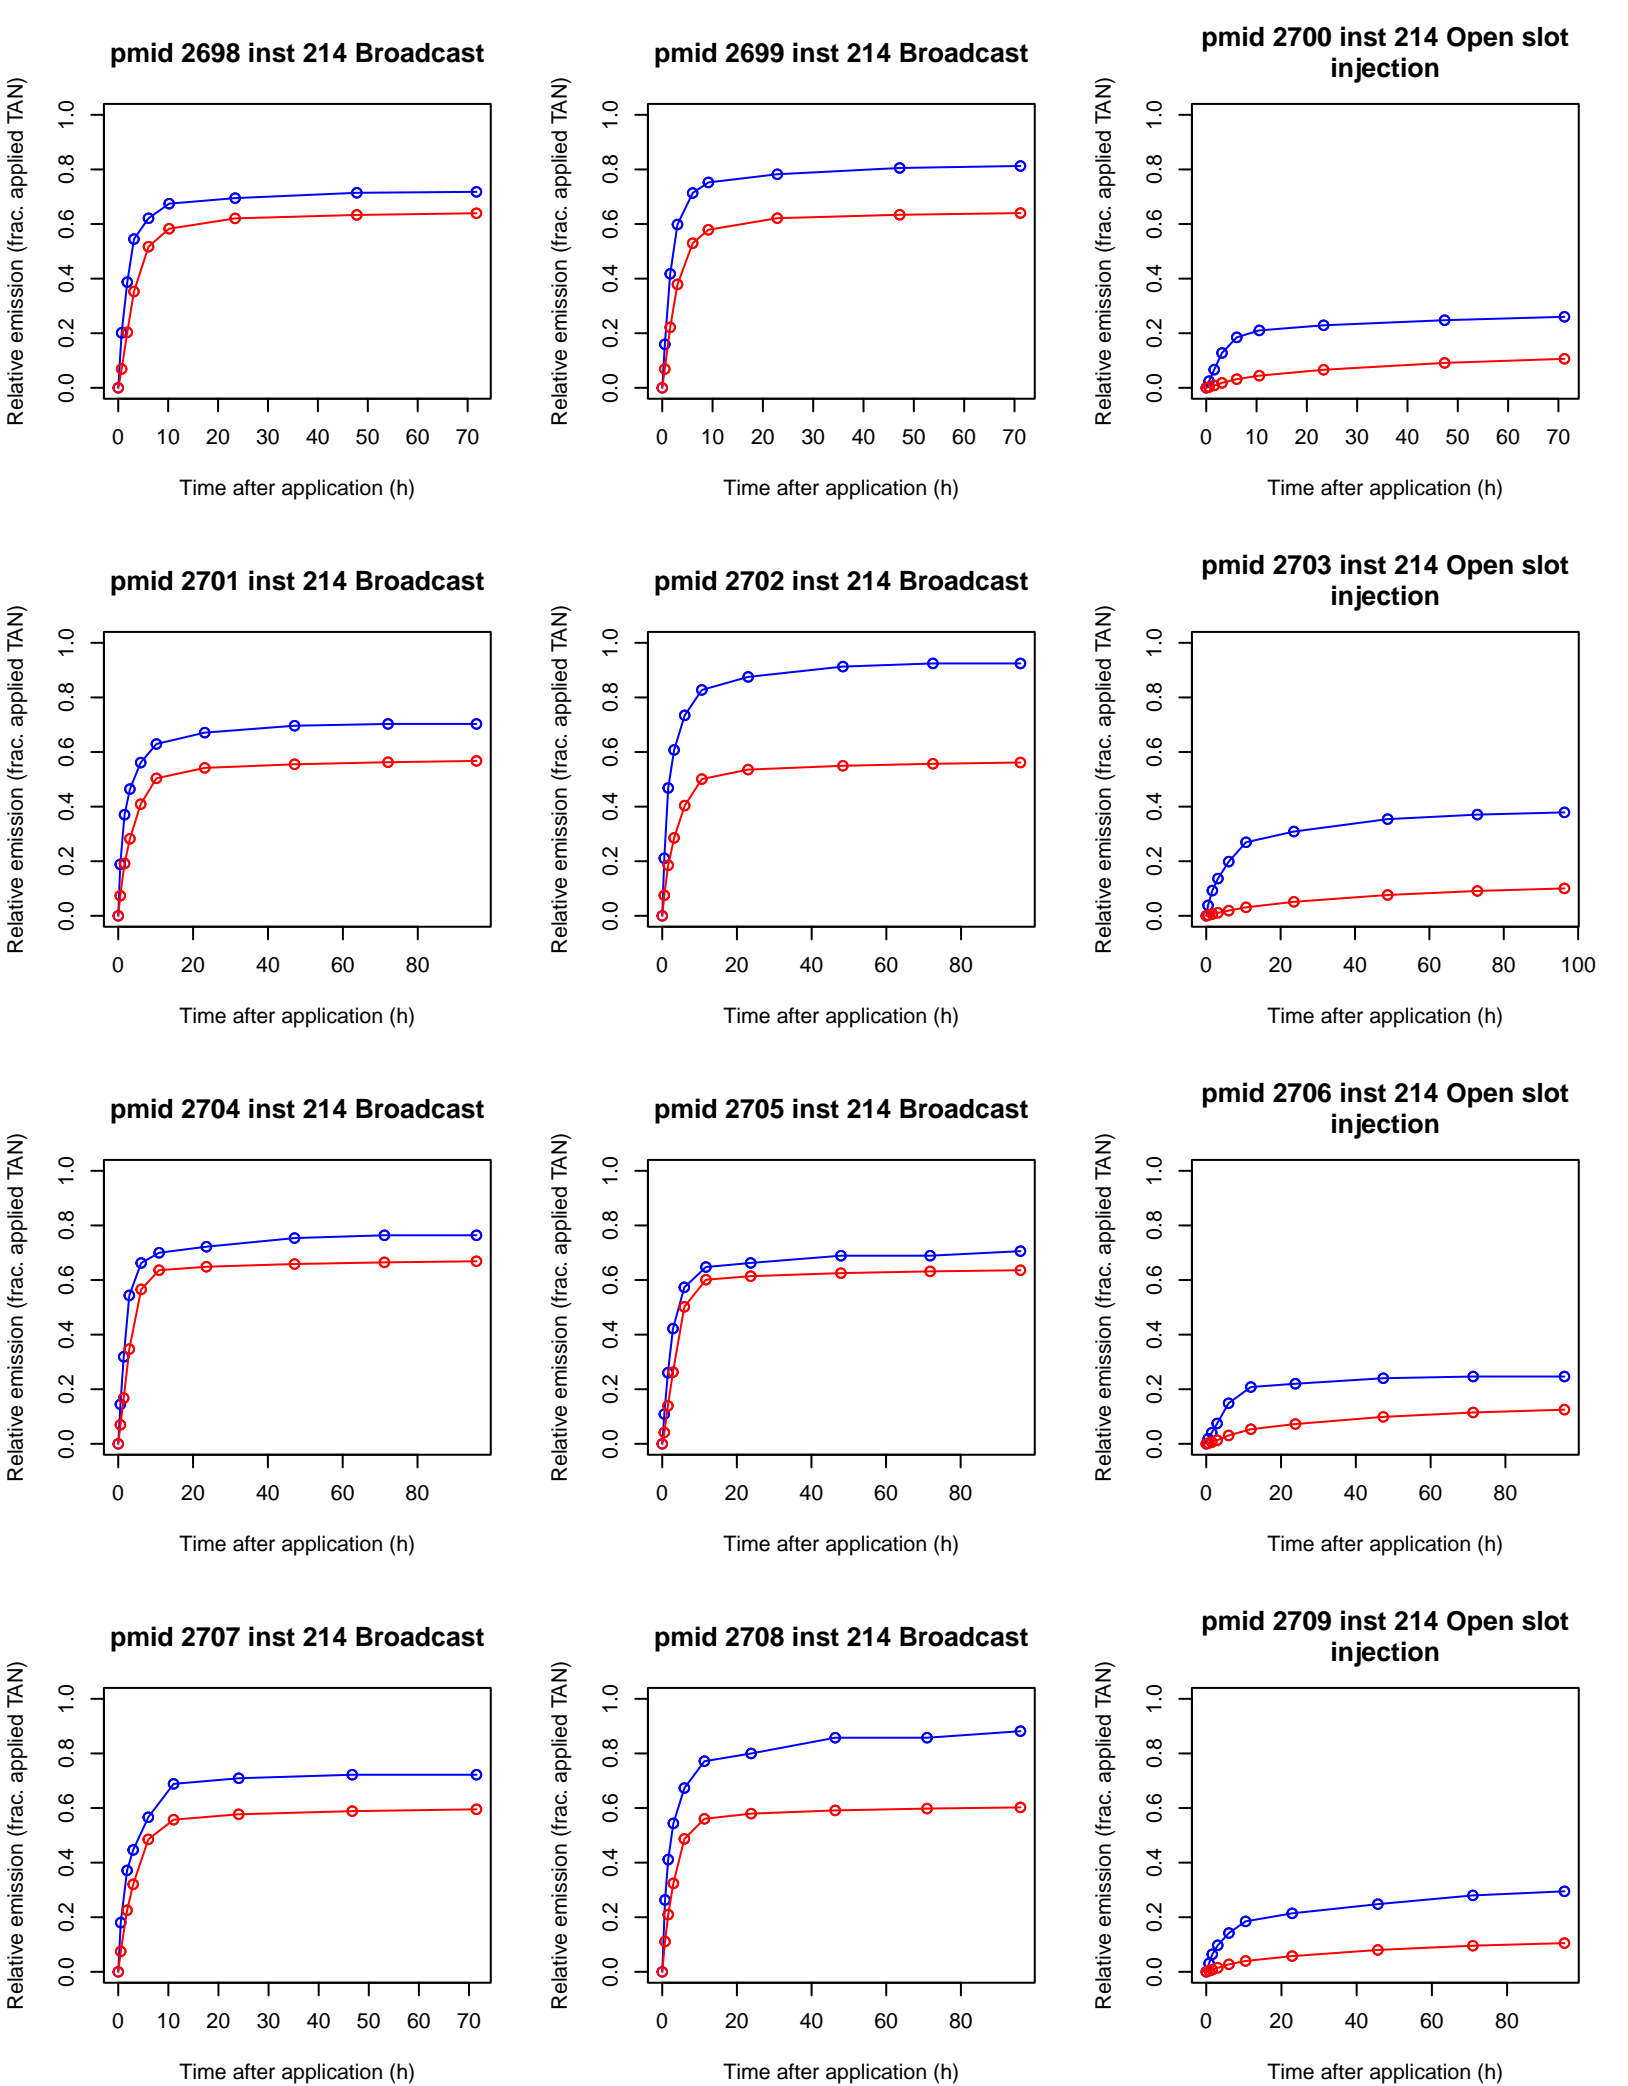 pmid 2698 inst 214 Broadcast
Relative emission (frac. applied TAN)
0.0 0.2 0.4 0.6 0.8 1.0
0 10 20 30 40 50 60 70
Time after application (h)
pmid 2699 inst 214 Broadcast
Relative emission (frac. applied TAN)
0.0 0.2 0.4 0.6 0.8 1.0
0 10 20 30 40 50 60 70
Time after application (h)
pmid 2700 inst 214 Open slot
injection
Relative emission (frac. applied TAN)
0.0 0.2 0.4 0.6 0.8 1.0
0 10 20 30 40 50 60 70
Time after application (h)
pmid 2701 inst 214 Broadcast
Relative emission (frac. applied TAN)
0.0 0.2 0.4 0.6 0.8 1.0
0 20 40 60 80
Time after application (h)
pmid 2702 inst 214 Broadcast
Relative emission (frac. applied TAN)
0.0 0.2 0.4 0.6 0.8 1.0
0 20 40 60 80
Time after application (h)
pmid 2703 inst 214 Open slot
injection
Relative emission (frac. applied TAN)
0.0 0.2 0.4 0.6 0.8 1.0
0 20 40 60 80 100
Time after application (h)
pmid 2704 inst 214 Broadcast
Relative emission (frac. applied TAN)
0.0 0.2 0.4 0.6 0.8 1.0
0 20 40 60 80
Time after application (h)
pmid 2705 inst 214 Broadcast
Relative emission (frac. applied TAN)
0.0 0.2 0.4 0.6 0.8 1.0
0 20 40 60 80
Time after application (h)
pmid 2706 inst 214 Open slot
injection
Relative emission (frac. applied TAN)
0.0 0.2 0.4 0.6 0.8 1.0
0 20 40 60 80
Time after application (h)
pmid 2707 inst 214 Broadcast
Relative emission (frac. applied TAN)
0.0 0.2 0.4 0.6 0.8 1.0
0 10 20 30 40 50 60 70
Time after application (h)
pmid 2708 inst 214 Broadcast
Relative emission (frac. applied TAN)
0.0 0.2 0.4 0.6 0.8 1.0
0 20 40 60 80
Time after application (h)
pmid 2709 inst 214 Open slot
injection
Relative emission (frac. applied TAN)
0.0 0.2 0.4 0.6 0.8 1.0
0 20 40 60 80
Time after application (h)